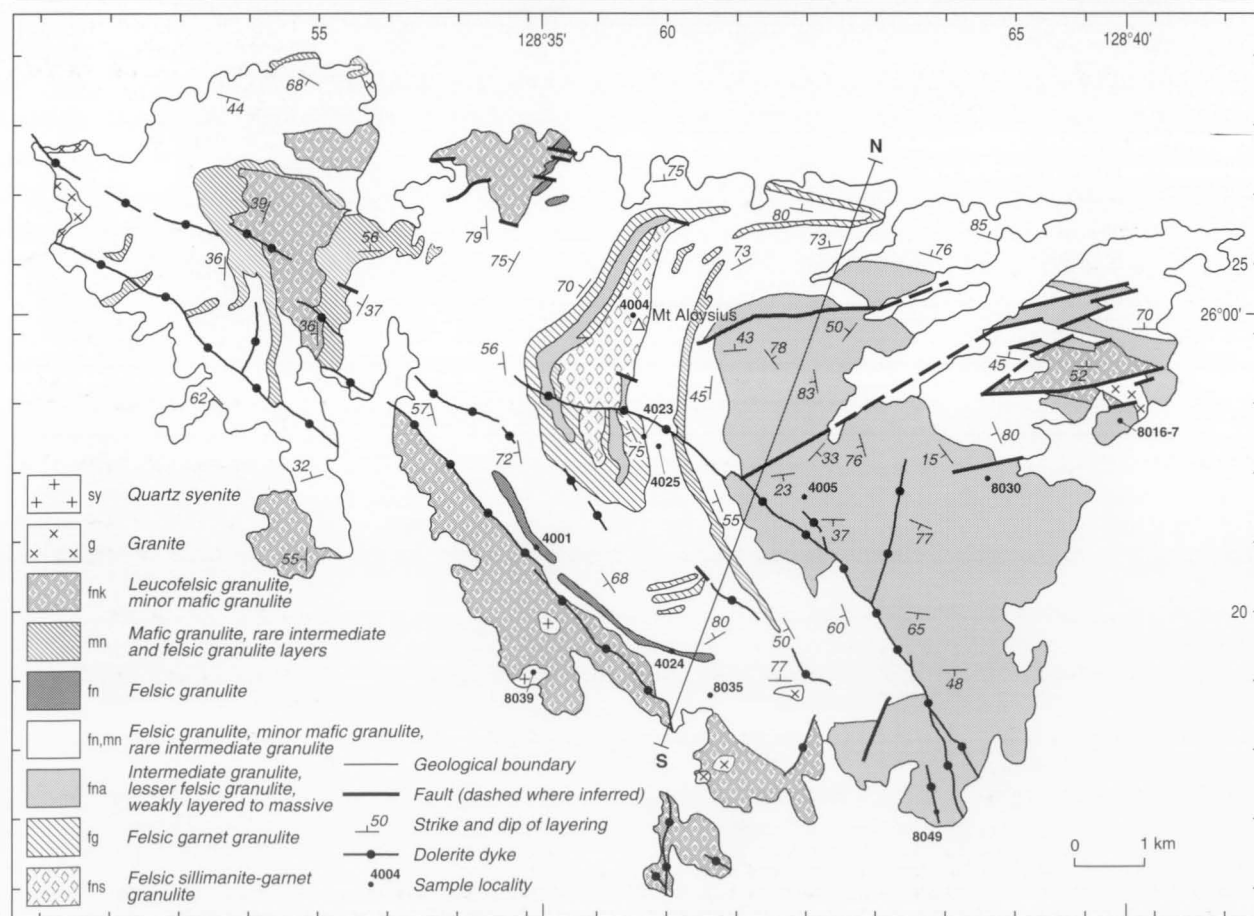 55
128°35'
60
65
128°40'
68
44
N
75
39
80
85
79
56
73
73
76
36
75
25
70
4004
Mt Aloysius
26°00'
37
50
70
36
43
78
56
45
45
52
62
57
83
4023
80
8016-7
75
33
76
15
72
32
4025
23
4005
8030
sy Quartz syenite
55
37
77
g Granite
4001
55
68
fnk Leucofelsic granulite,
minor mafic granulite
20
80
60
65
50
mn Mafic granulite, rare intermediate
and felsic granulite layers
4024
77
48
8039
8035
fn Felsic granulite
fn,mn Felsic granulite, minor mafic granulite,
rare intermediate granulite
S
fna Intermediate granulite,
lesser felsic granulite,
weakly layered to massive
Geological boundary
Fault (dashed where inferred)
fg Felsic garnet granulite
50 Strike and dip of layering
8049
Dolerite dyke
0 1 km
fns Felsic sillimanite-garnet
granulite
4004 Sample locality